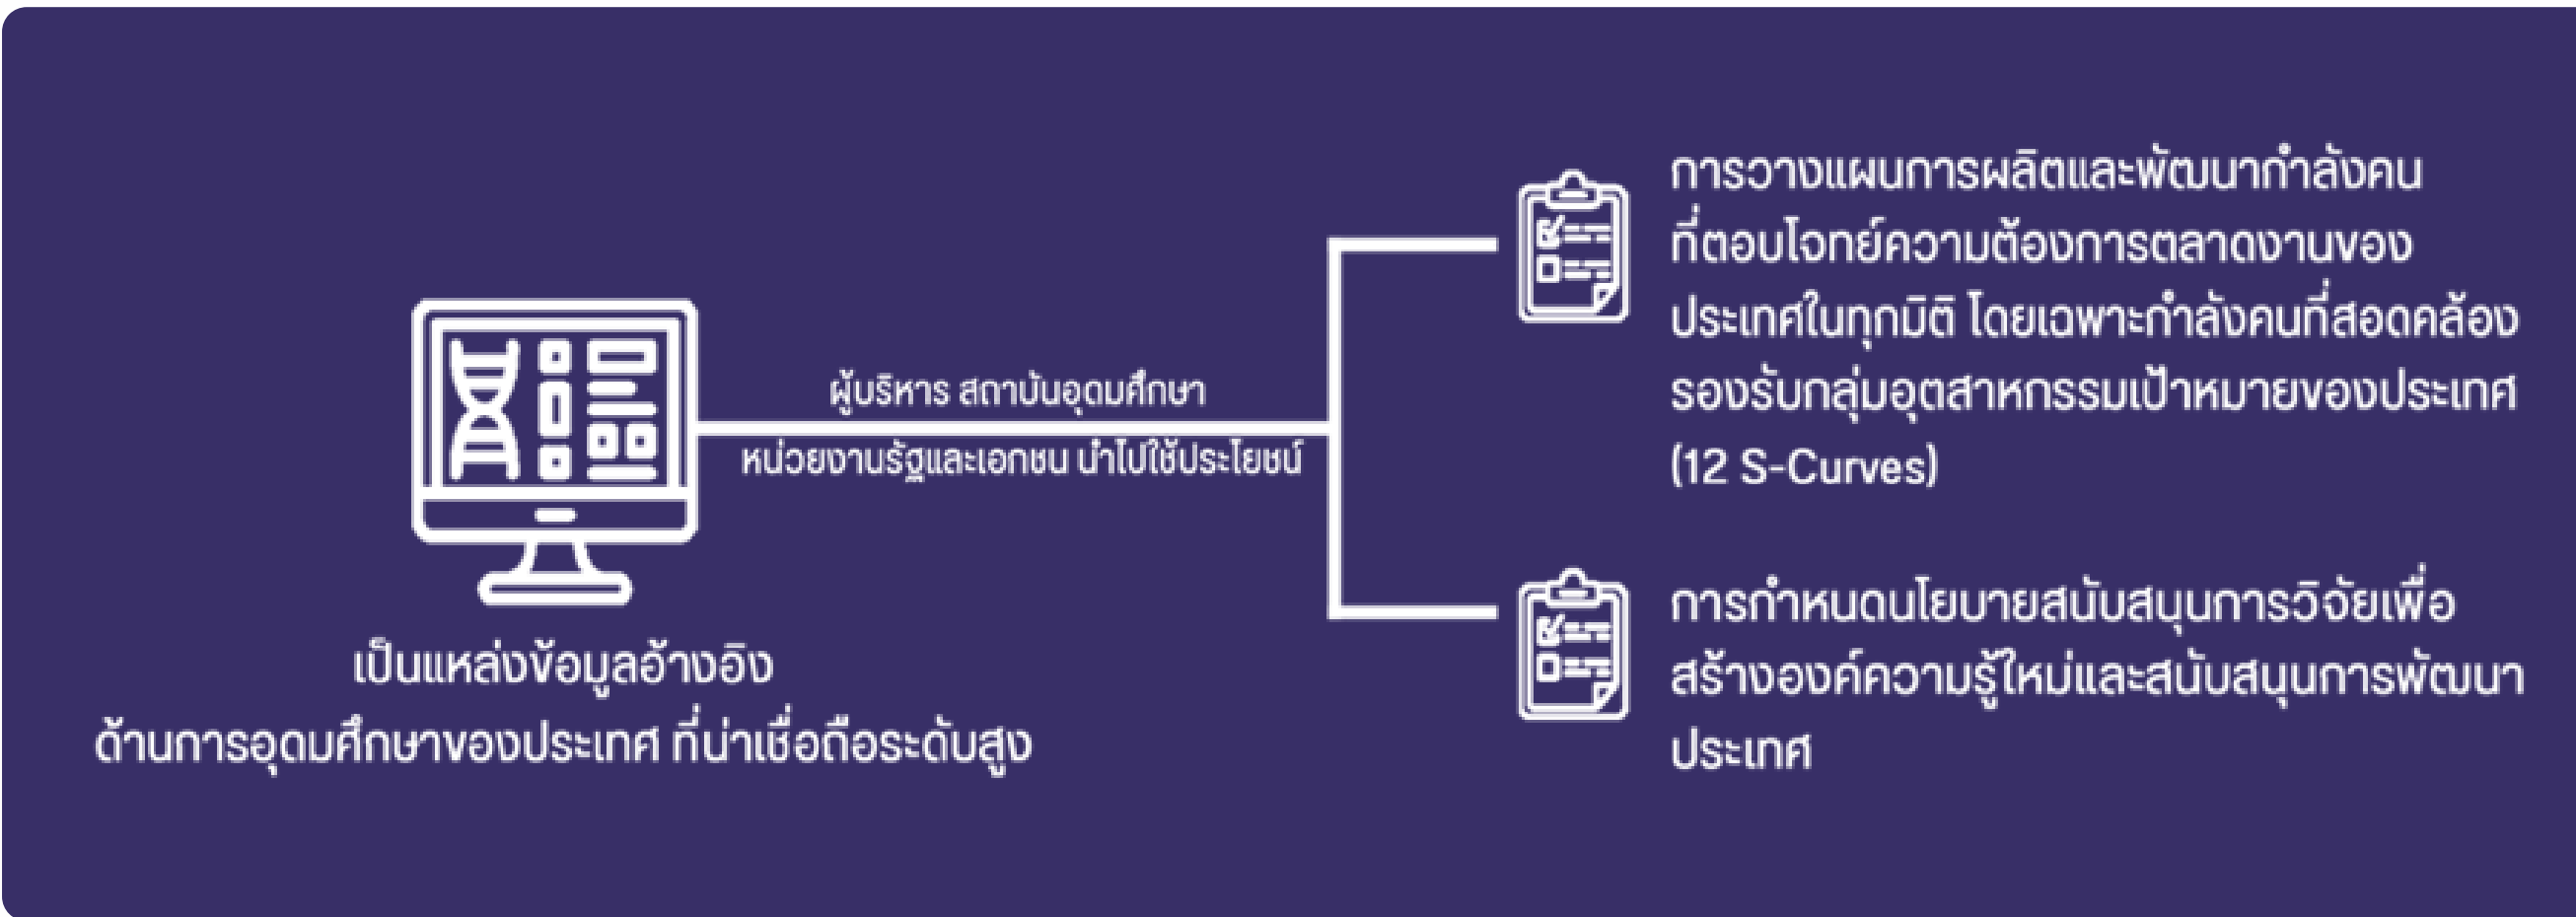 เป็นแหล่งข้อมูลอ้างอิง
ด้านการอุดมศึกษาของประเทศ ที่น่าเชื่อถือระดับสูง
ผู้บริหาร สถาบันอุดมศึกษา
หน่วยงานรัฐและเอกชน นำไปใช้ประโยชน์
การวางแผนการผลิตและพัฒนากำลังคน
ที่ตอบโจทย์ความต้องการตลาดงานของ
ประเทศในทุกมิติ โดยเฉพาะกำลังคนที่สอดคล้อง
รองรับกลุ่มอุตสาหกรรมเป้าหมายของประเทศ
(12 S-Curves)
การกำหนดนโยบายสนับสนุนการวิจัยเพื่อ
สร้างองค์ความรู้ใหม่และสนับสนุนการพัฒนา
ประเทศ